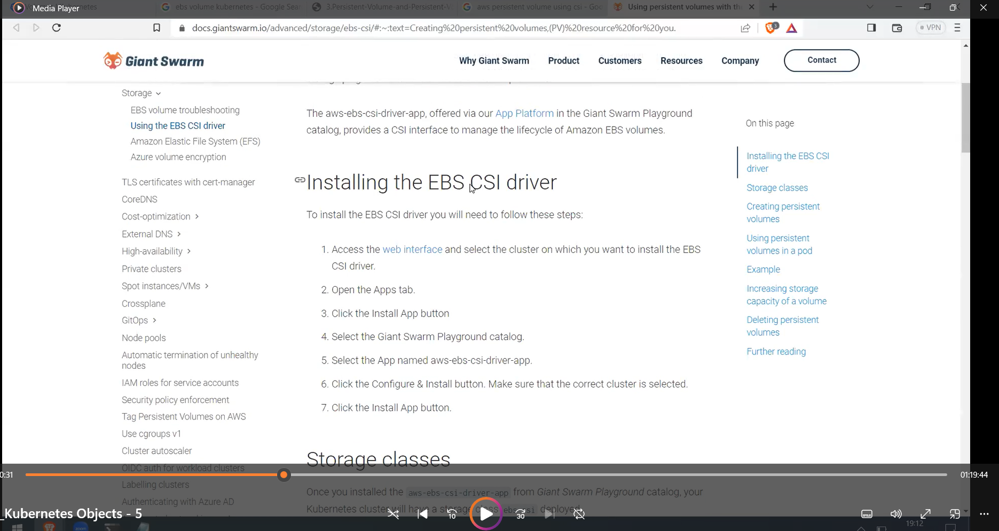 Media Player
ebs volume kubernetes - Google Sear
3.Persistent-Volume-and-Persistent-V
aws persistent volume using csi - Goo
Using persistent volumes with the
docs.giantswarm.io/advanced/storage/ebs-csi/#:~:text=Creating%20persistent%20volumes,(PV)%20resource%20for%20you.
3
VPN
Giant Swarm
Why Giant Swarm
Product
Customers
Resources
Company
Contact
Storage
EBS volume troubleshooting
Using the EBS CSI driver
Amazon Elastic File System (EFS)
Azure volume encryption
TLS certificates with cert-manager
CoreDNS
Cost-optimization
External DNS
High-availability
Private clusters
Spot instances/VMs
Crossplane
GitOps
Node pools
Automatic termination of unhealthy
nodes
IAM roles for service accounts
Security policy enforcement
Tag Persistent Volumes on AWS
Use cgroups v1
Cluster autoscaler
OIDC auth for workload clusters
Labelling clusters
Authenticating with Azure AD
The aws-ebs-csi-driver-app, offered via our App Platform in the Giant Swarm Playground
catalog, provides a CSI interface to manage the lifecycle of Amazon EBS volumes.
Installing the EBS CSI driver
To install the EBS CSI driver you will need to follow these steps:
1. Access the web interface and select the cluster on which you want to install the EBS
CSI driver.
2. Open the Apps tab.
3. Click the Install App button
4. Select the Giant Swarm Playground catalog.
5. Select the App named aws-ebs-csi-driver-app.
6. Click the Configure & Install button. Make sure that the correct cluster is selected.
7. Click the Install App button.
Storage classes
Once you installed the aws-ebs-csi-driver-app from Giant Swarm Playground catalog, your
Kubernetes cluster will have a storage class ebs-csi deployed
On this page
Installing the EBS CSI
driver
Storage classes
Creating persistent
volumes
Using persistent
volumes in a pod
Example
Increasing storage
capacity of a volume
Deleting persistent
volumes
Further reading
0:31
01:19:44
_Kubernetes Objects - 5
10
30
zoom
19:12